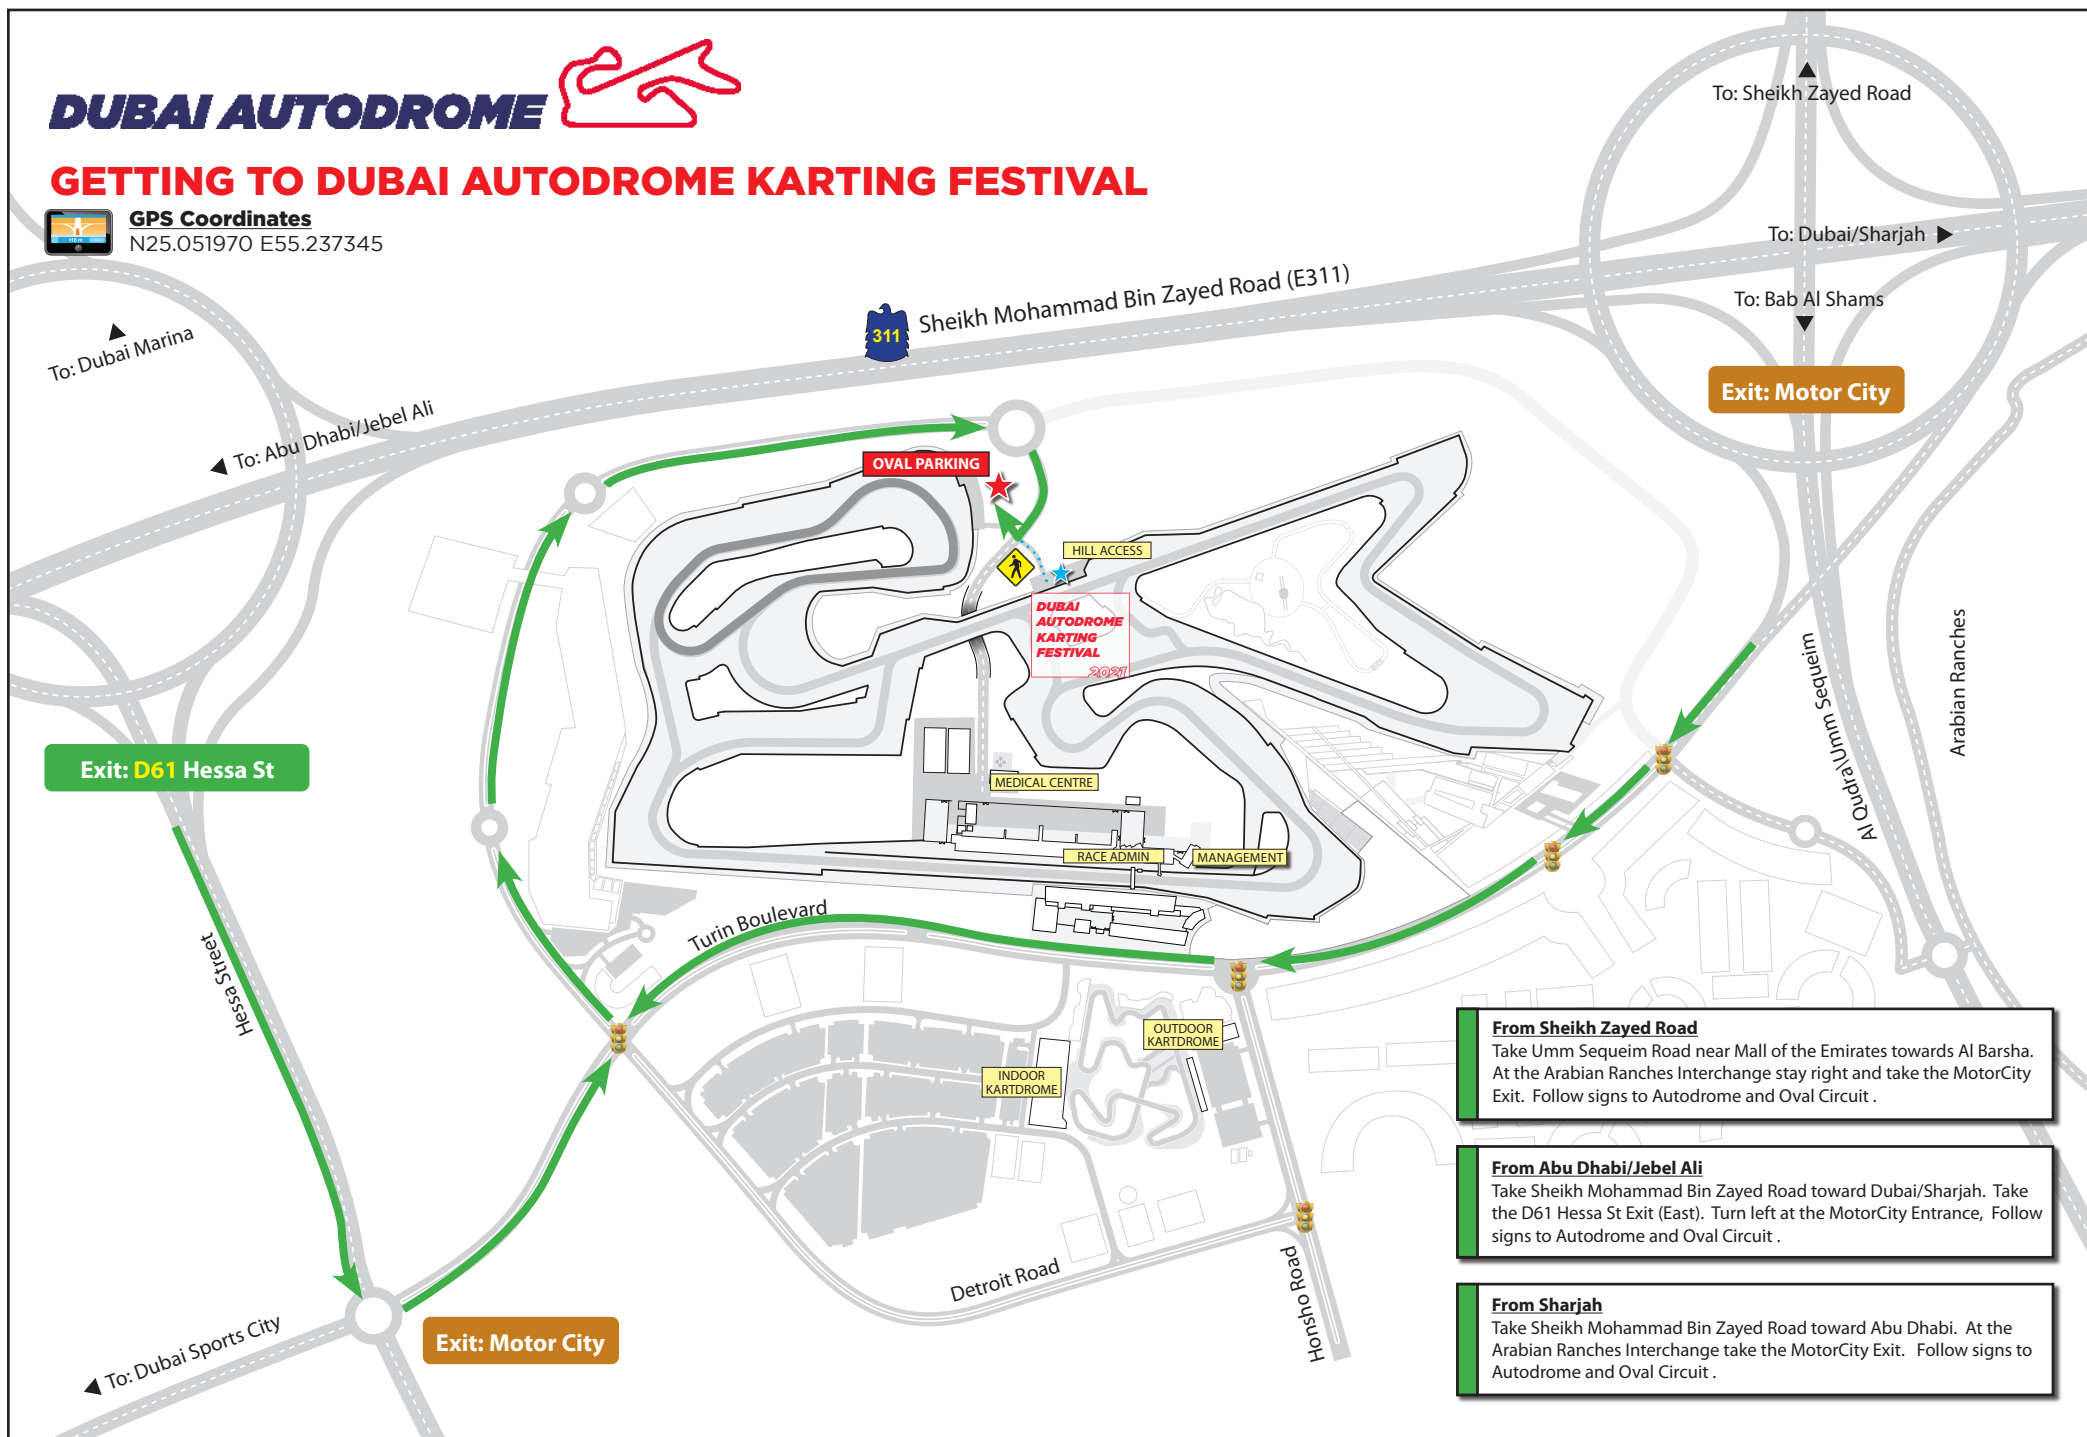 DUBAI AUTODROME
GETTING TO DUBAI AUTODROME KARTING FESTIVAL
GPS Coordinates
N25.051970 E55.237345
110 m
To: Sheikh Zayed Road
To: Dubai/Sharjah
To: Bab Al Shams
Exit: Motor City
Sheikh Mohammad Bin Zayed Road (E311)
311
To: Dubai Marina
To: Abu Dhabi/Jebel Ali
OVAL PARKING
HILL ACCESS
DUBAI
AUTODROME
KARTING
FESTIVAL
2021
Exit: D61 Hessa St
MEDICAL CENTRE
RACE ADMIN
MANAGEMENT
Al Qudra\Umm Sequeim
Arabian Ranches
Turin Boulevard
Hessa Street
OUTDOOR
KARTDROME
INDOOR
KARTDROME
Detroit Road
Honsho Road
To: Dubai Sports City
Exit: Motor City
From Sheikh Zayed Road
Take Umm Sequeim Road near Mall of the Emirates towards Al Barsha.
At the Arabian Ranches Interchange stay right and take the MotorCity
Exit. Follow signs to Autodrome and Oval Circuit .
From Abu Dhabi/Jebel Ali
Take Sheikh Mohammad Bin Zayed Road toward Dubai/Sharjah. Take
the D61 Hessa St Exit (East). Turn left at the MotorCity Entrance, Follow
signs to Autodrome and Oval Circuit .
From Sharjah
Take Sheikh Mohammad Bin Zayed Road toward Abu Dhabi. At the
Arabian Ranches Interchange take the MotorCity Exit. Follow signs to
Autodrome and Oval Circuit .